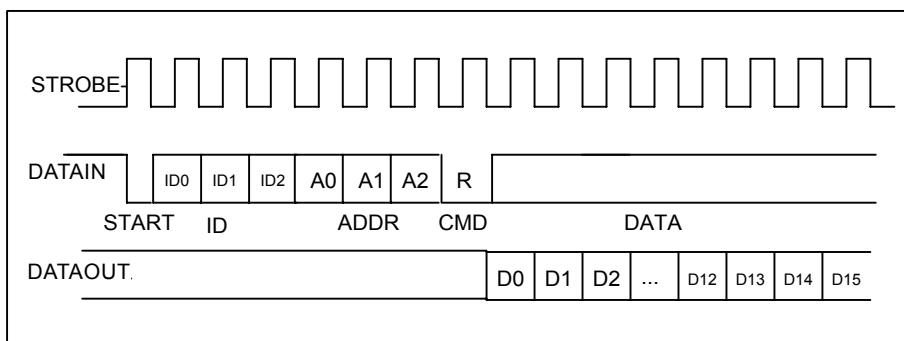 STROBE-
DATAIN ID0 ID1 ID2 A0 A1 A2 R
START ID ADDR CMD DATA
DATAOUT. D0 D1 D2 ... D12 D13 D14 D15